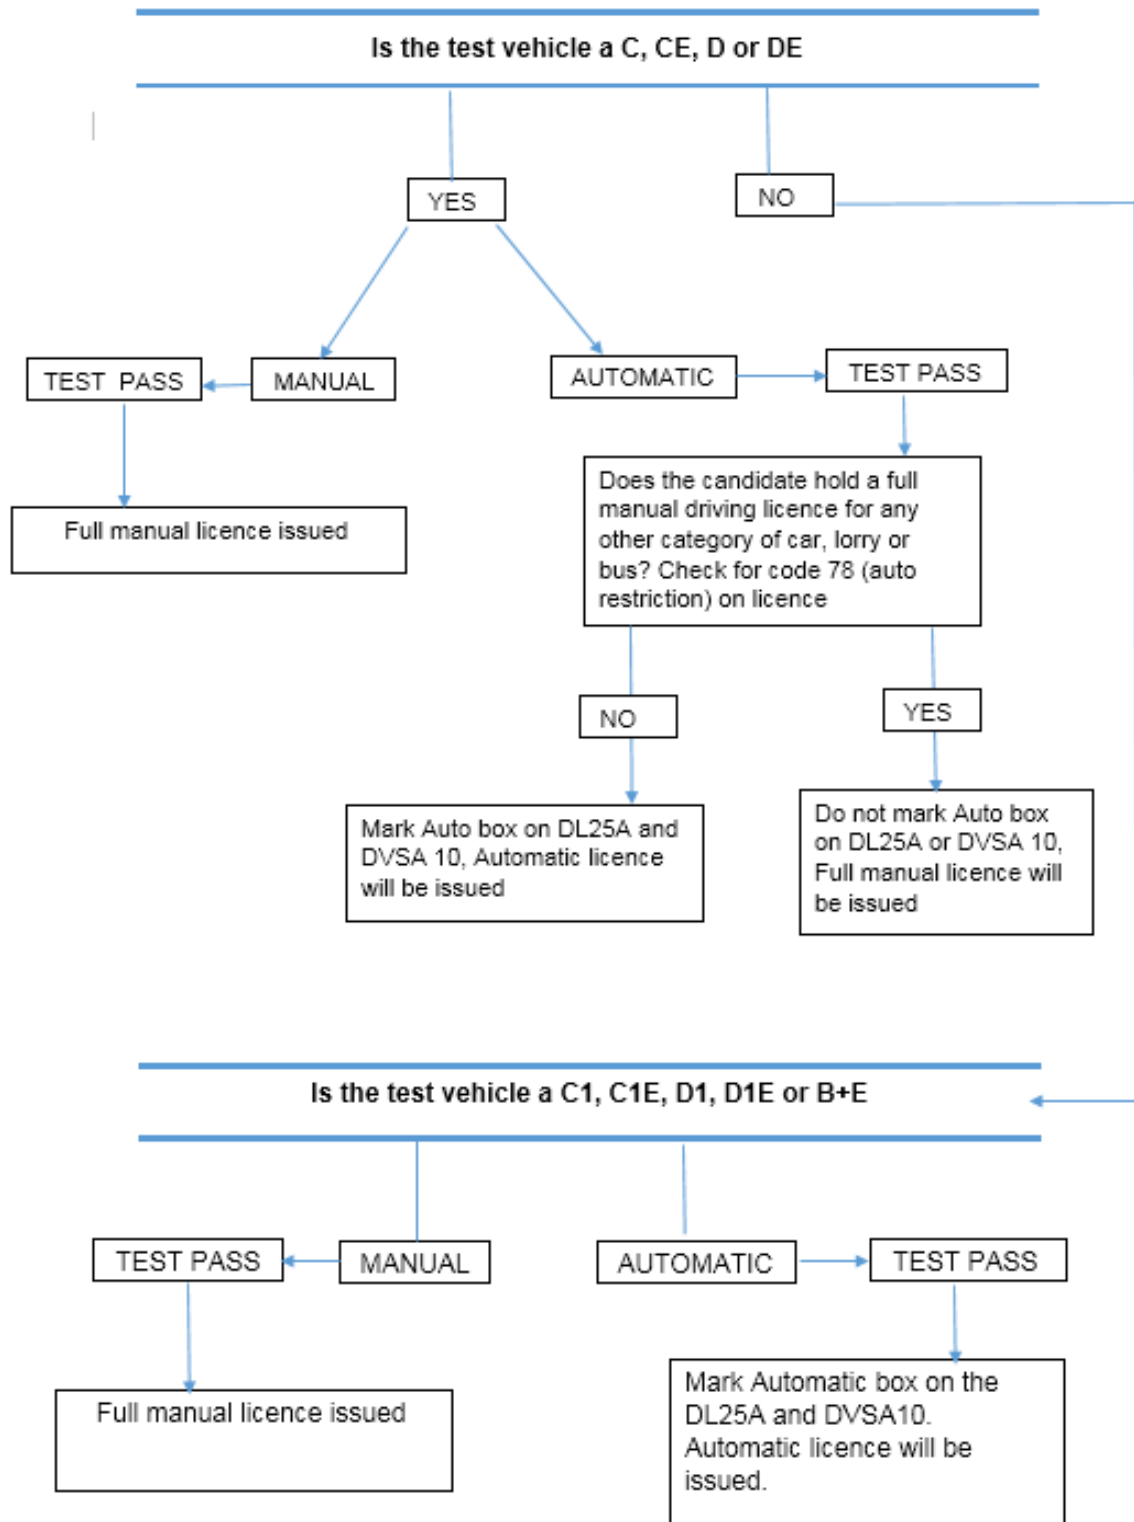 Is the test vehicle a C, CE, D or DE
YES
NO
TEST PASS
MANUAL
AUTOMATIC
TEST PASS
Does the candidate hold a full
manual driving licence for any
other category of car, lorry or
bus? Check for code 78 (auto
restriction) on licence
Full manual licence issued
NO
YES
Mark Auto box on DL25A and
DVSA 10, Automatic licence
will be issued
Do not mark Auto box
on DL25A or DVSA 10,
Full manual licence will
be issued
Is the test vehicle a C1, C1E, D1, D1E or B+E
TEST PASS
MANUAL
AUTOMATIC
TEST PASS
Full manual licence issued
Mark Automatic box on the
DL25A and DVSA10.
Automatic licence will be
issued.